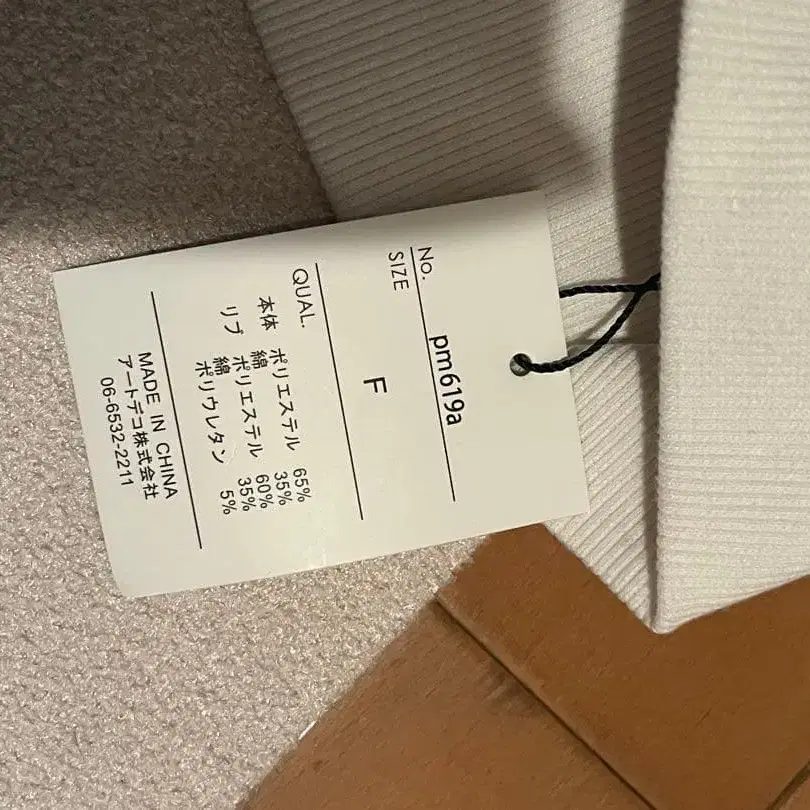 No. pm619a
SIZE F
QUAL.
本体 ポリエステル 65%
綿 35%
リブ ポリエステル 60%
綿 35%
ポリウレタン 5%
MADE IN CHINA
アートデコ株式会社
06-6532-2211